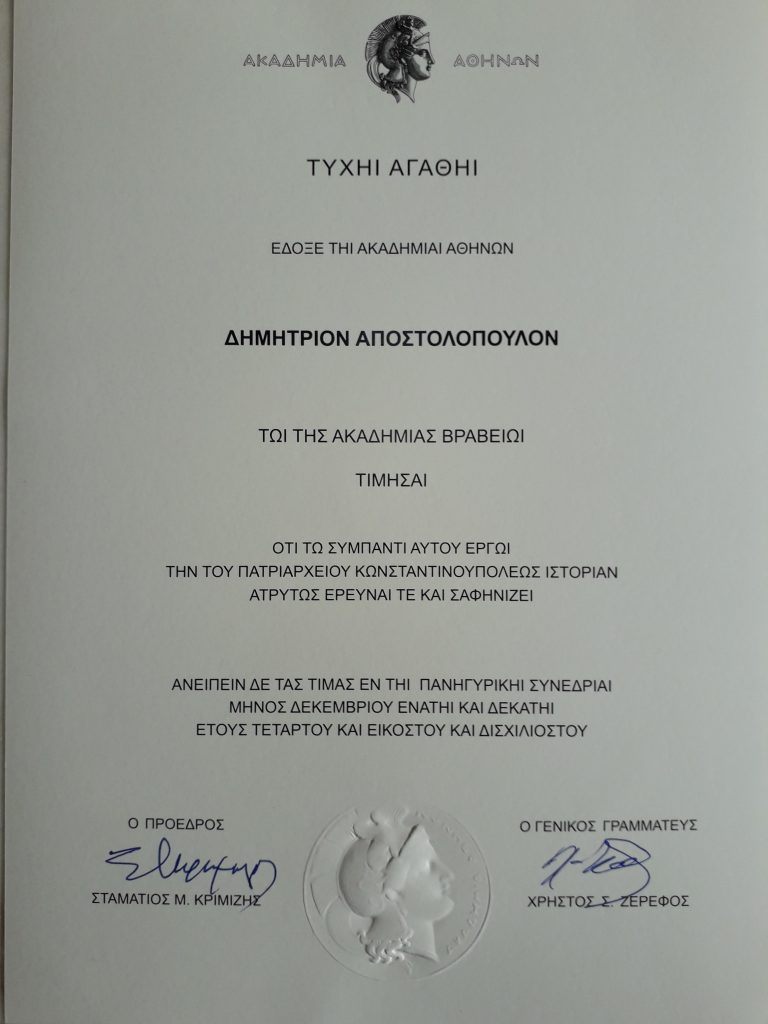 ΑΚΑΔΗΜΙΑ ΑΘΗΝΩΝ
ΤΥΧΗΙ ΑΓΑΘΗΙ
ΕΔΟΞΕ ΤΗΙ ΑΚΑΔΗΜΙΑΙ ΑΘΗΝΩΝ
ΔΗΜΗΤΡΙΟΝ ΑΠΟΣΤΟΛΟΠΟΥΛΟΝ
ΤΩΙ ΤΗΣ ΑΚΑΔΗΜΙΑΣ ΒΡΑΒΕΙΩΙ
ΤΙΜΗΣΑΙ
ΟΤΙ ΤΩ ΣΥΜΠΑΝΤΙ ΑΥΤΟΥ ΕΡΓΩΙ
ΤΗΝ ΤΟΥ ΠΑΤΡΙΑΡΧΕΙΟΥ ΚΩΝΣΤΑΝΤΙΝΟΥΠΟΛΕΩΣ ΙΣΤΟΡΙΑΝ
ΑΤΡΥΤΩΣ ΕΡΕΥΝΑΙ ΤΕ ΚΑΙ ΣΑΦΗΝΙΖΕΙ
ΑΝΕΙΠΕΙΝ ΔΕ ΤΑΣ ΤΙΜΑΣ ΕΝ ΤΗΙ ΠΑΝΗΓΥΡΙΚΗΙ ΣΥΝΕΔΡΙΑΙ
ΜΗΝΟΣ ΔΕΚΕΜΒΡΙΟΥ ΕΝΑΤΗΙ ΚΑΙ ΔΕΚΑΤΗΙ
ΕΤΟΥΣ ΤΕΤΑΡΤΟΥ ΚΑΙ ΕΙΚΟΣΤΟΥ ΚΑΙ ΔΙΣΧΙΛΙΟΣΤΟΥ
Ο ΠΡΟΕΔΡΟΣ
ΣΤΑΜΑΤΙΟΣ Μ. ΚΡΙΜΙΖΗΣ
Ο ΓΕΝΙΚΟΣ ΓΡΑΜΜΑΤΕΥΣ
ΧΡΗΣΤΟΣ Σ. ΖΕΡΕΦΟΣ